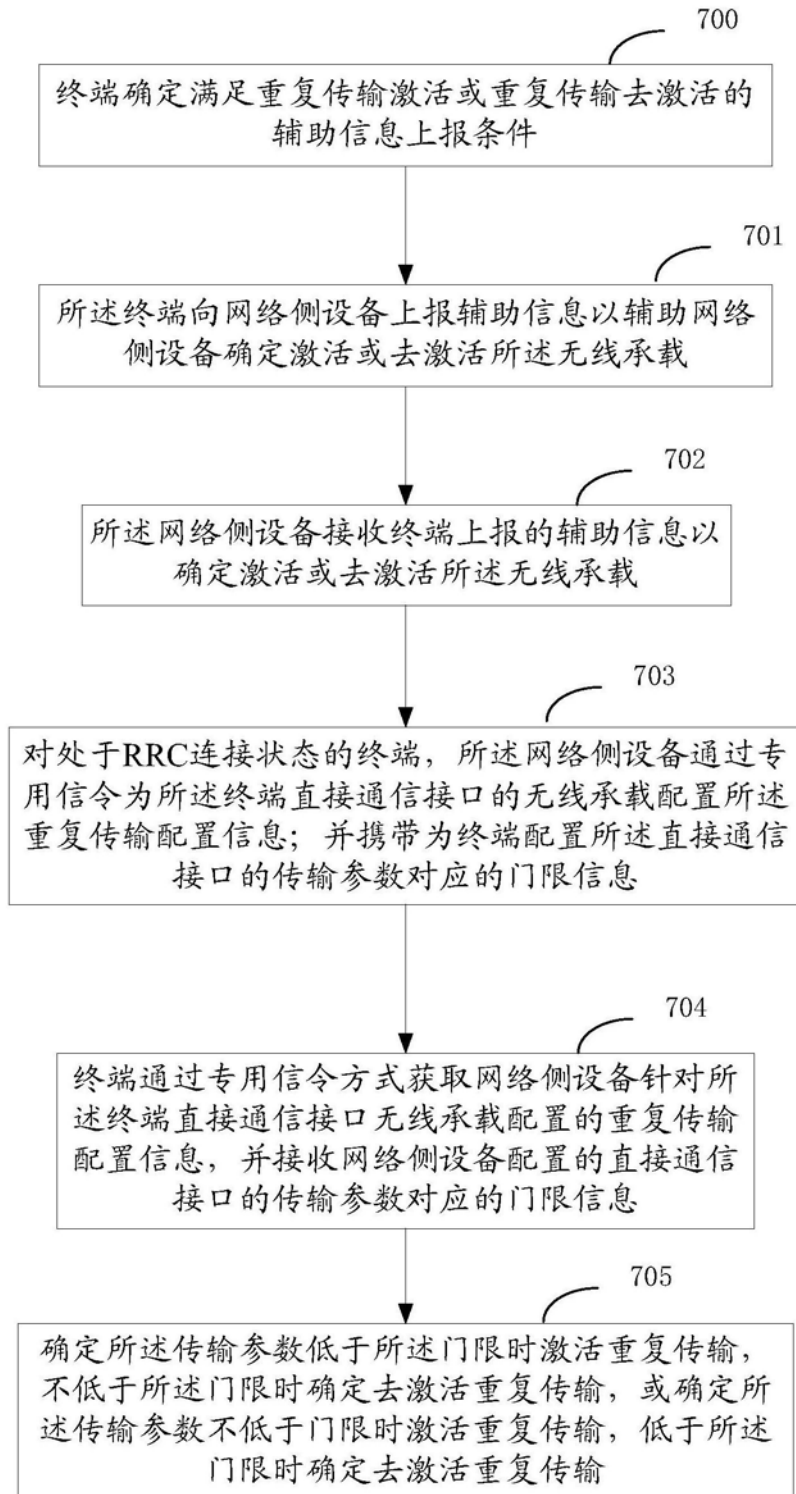 700
终端确定满足重复传输激活或重复传输去激活的
辅助信息上报条件
701
所述终端向网络侧设备上报辅助信息以辅助网络
侧设备确定激活或去激活所述无线承载
702
所述网络侧设备接收终端上报的辅助信息以
确定激活或去激活所述无线承载
703
对处于RRC连接状态的终端，所述网络侧设备通过专
用信令为所述终端直接通信接口的无线承载配置所述
重复传输配置信息；并携带为终端配置所述直接通信
接口的传输参数对应的门限信息
704
终端通过专用信令方式获取网络侧设备针对所
述终端直接通信接口无线承载配置的重复传输
配置信息，并接收网络侧设备配置的直接通信
接口的传输参数对应的门限信息
705
确定所述传输参数低于所述门限时激活重复传输，
不低于所述门限时确定去激活重复传输，或确定所
述传输参数不低于门限时激活重复传输，低于所述
门限时确定去激活重复传输